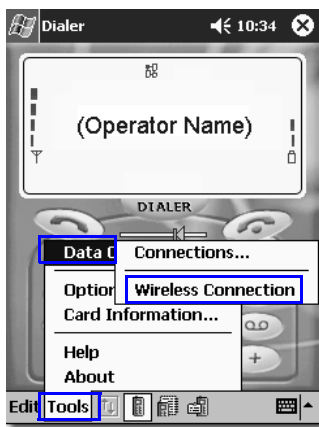 Dialer 10:34
(Operator Name)
DIALER
Data C
Connections...
Option
Wireless Connection
Card Information...
Help
About
+
Edit Tools